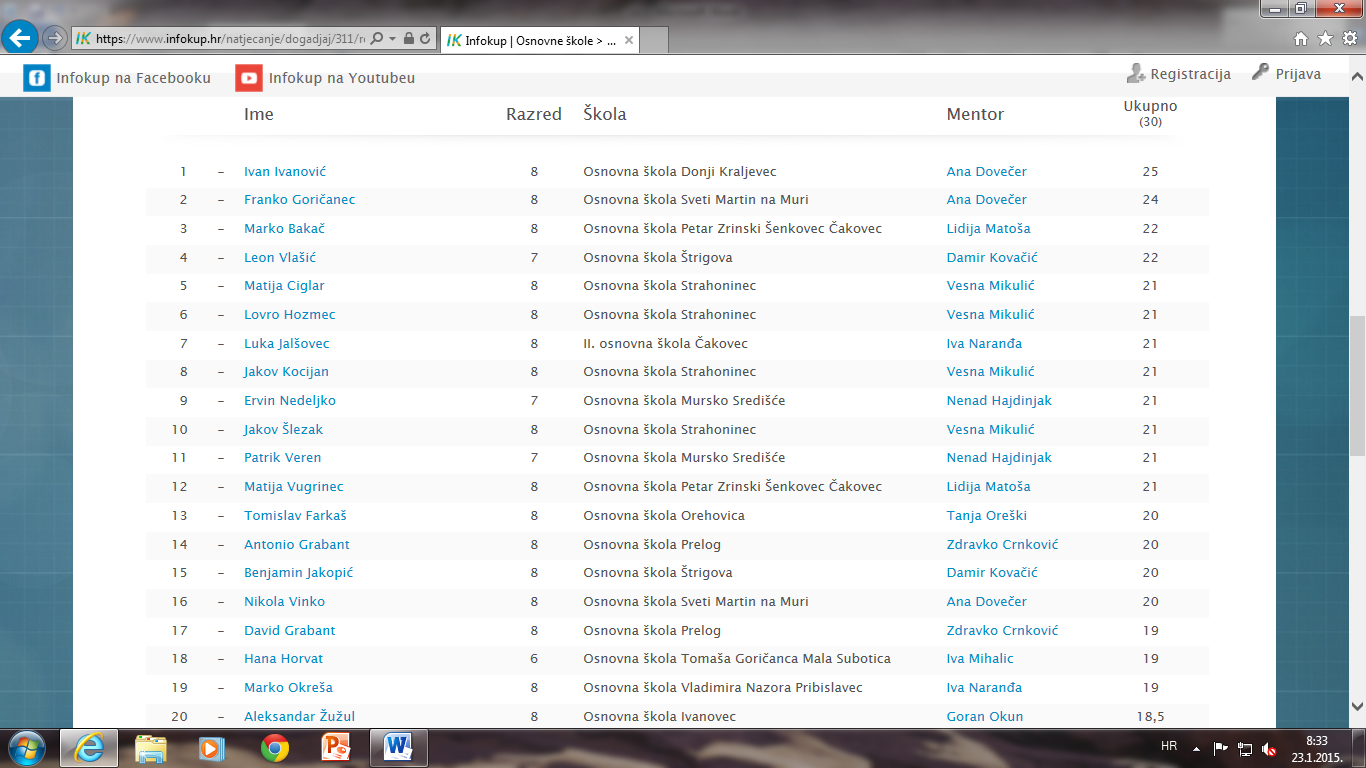 https://www.infokup.hr/natjecanje/dogadjaj/311/r
Infokup | Osnovne škole > ...
Infokup na Facebooku Infokup na Youtubeu Registracija Prijava
Ime Razred Škola Mentor Ukupno (30)
1 – Ivan Ivanović 8 Osnovna škola Donji Kraljevec Ana Dovečer 25
2 – Franko Goričanec 8 Osnovna škola Sveti Martin na Muri Ana Dovečer 24
3 – Marko Bakač 8 Osnovna škola Petar Zrinski Šenkovec Čakovec Lidija Matoša 22
4 – Leon Vlašić 7 Osnovna škola Štrigova Damir Kovačić 22
5 – Matija Ciglar 8 Osnovna škola Strahoninec Vesna Mikulić 21
6 – Lovro Hozmec 8 Osnovna škola Strahoninec Vesna Mikulić 21
7 – Luka Jalšovec 8 II. osnovna škola Čakovec Iva Naranđa 21
8 – Jakov Kocijan 8 Osnovna škola Strahoninec Vesna Mikulić 21
9 – Ervin Nedeljko 7 Osnovna škola Mursko Središće Nenad Hajdinjak 21
10 – Jakov Šlezak 8 Osnovna škola Strahoninec Vesna Mikulić 21
11 – Patrik Veren 7 Osnovna škola Mursko Središće Nenad Hajdinjak 21
12 – Matija Vugrinec 8 Osnovna škola Petar Zrinski Šenkovec Čakovec Lidija Matoša 21
13 – Tomislav Farkaš 8 Osnovna škola Orehovica Tanja Oreški 20
14 – Antonio Grabant 8 Osnovna škola Prelog Zdravko Crnković 20
15 – Benjamin Jakopić 8 Osnovna škola Štrigova Damir Kovačić 20
16 – Nikola Vinko 8 Osnovna škola Sveti Martin na Muri Ana Dovečer 20
17 – David Grabant 8 Osnovna škola Prelog Zdravko Crnković 19
18 – Hana Horvat 6 Osnovna škola Tomaša Goričanca Mala Subotica Iva Mihalic 19
19 – Marko Okreša 8 Osnovna škola Vladimira Nazora Pribislavec Iva Naranđa 19
20 – Aleksandar Žužul 8 Osnovna škola Ivanovec Goran Okun 18,5
HR 8:33
23.1.2015.